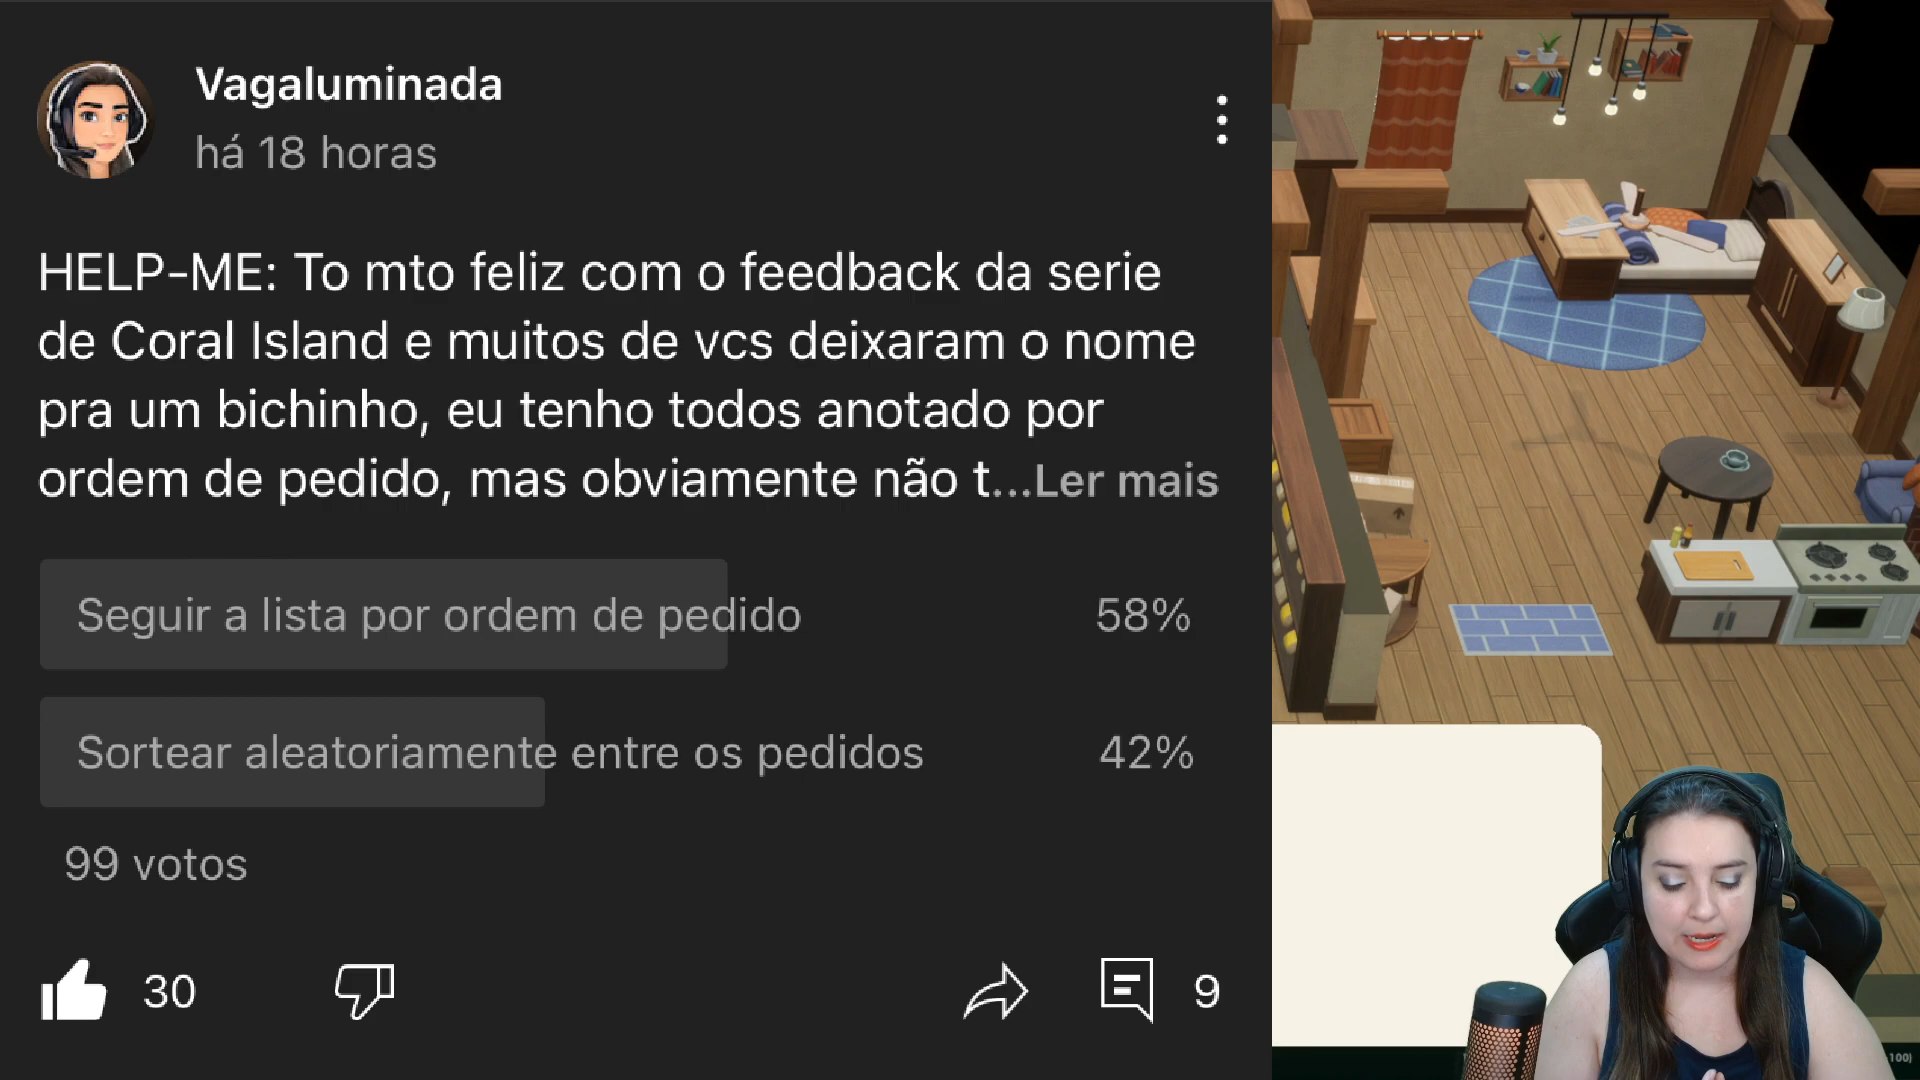 Vagaluminada
há 18 horas
HELP-ME: To mto feliz com o feedback da serie
de Coral Island e muitos de vcs deixaram o nome
pra um bichinho, eu tenho todos anotado por
ordem de pedido, mas obviamente não t...Ler mais
Seguir a lista por ordem de pedido 58%
Sortear aleatoriamente entre os pedidos 42%
99 votos
30 9
100)